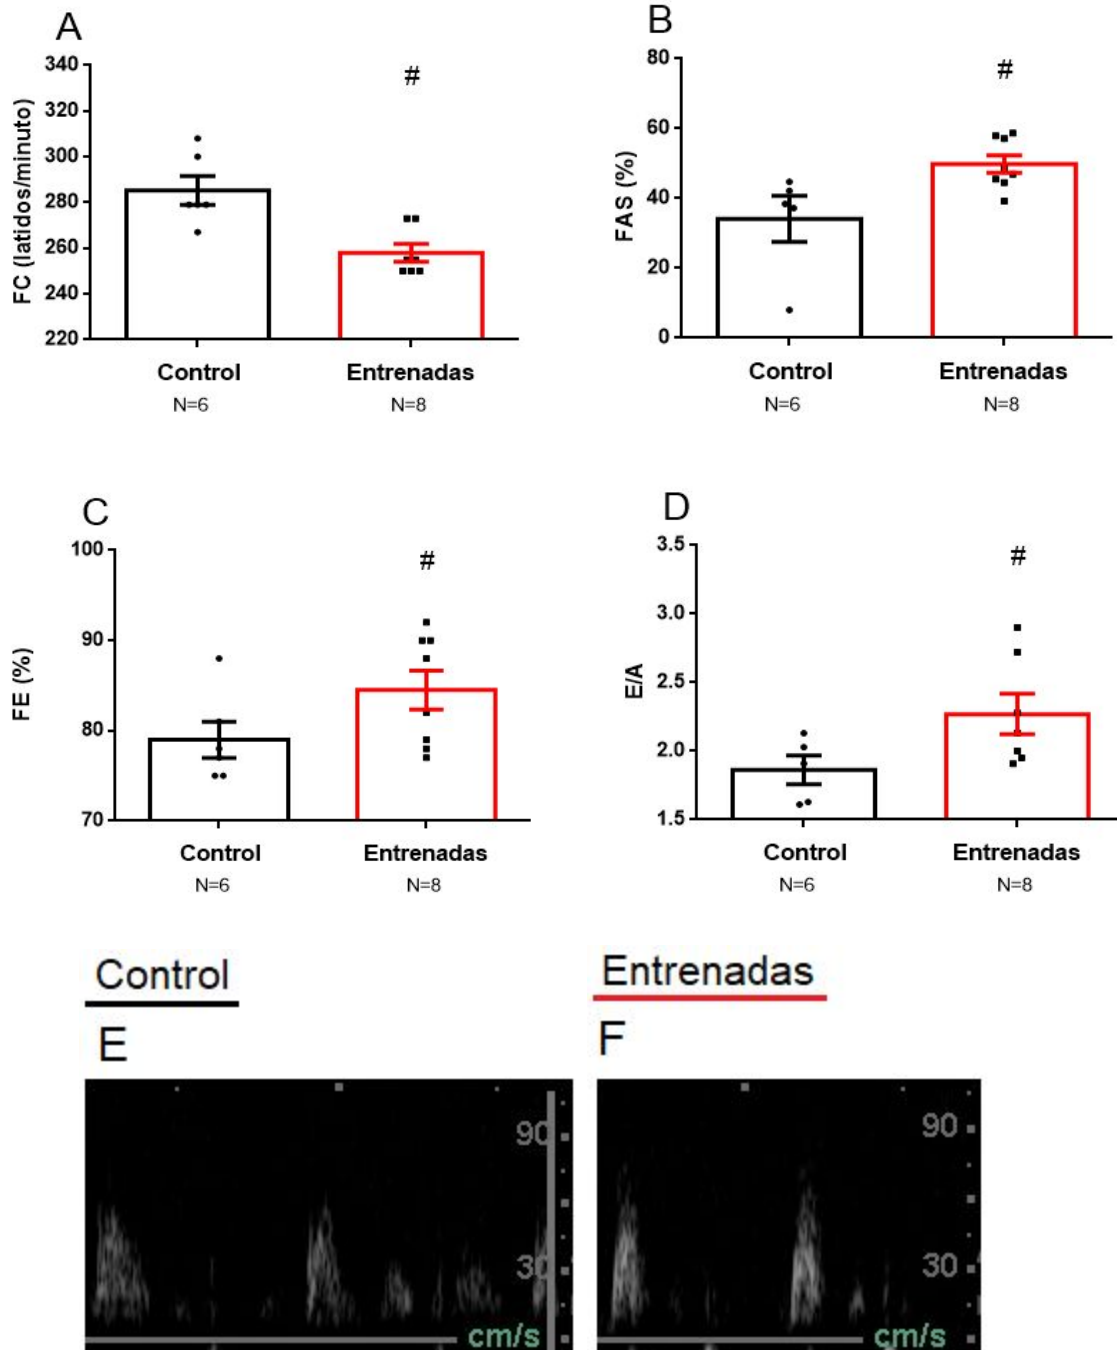 A
FC (latidos/minuto)
340
320
300
280
260
240
220
#
Control
Entrenadas
N=6
N=8
B
FAS (%)
80
60
40
20
0
#
Control
Entrenadas
N=6
N=8
C
FE (%)
100
90
80
70
#
Control
Entrenadas
N=6
N=8
D
E/A
3.5
3.0
2.5
2.0
1.5
#
Control
Entrenadas
N=6
N=8
Control
E
90
30
cm/s
Entrenadas
F
90
30
cm/s